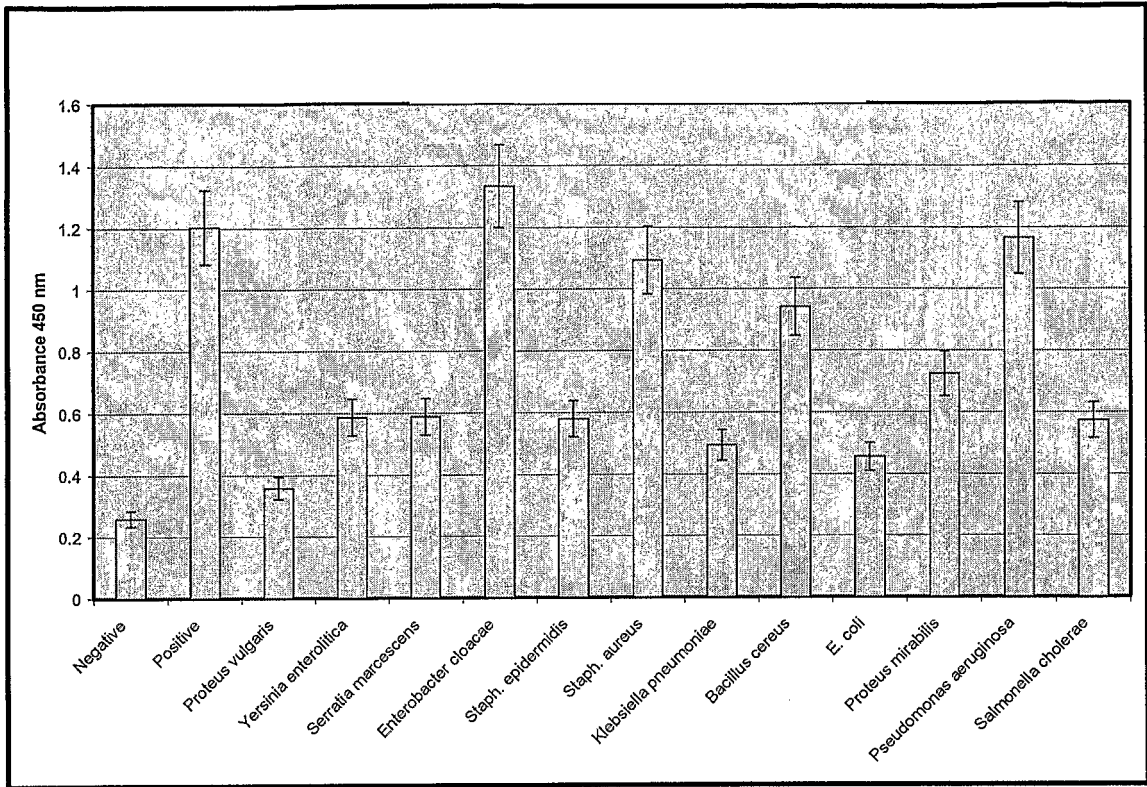 Absorbance 450 nm
1.6
1.4
1.2
1
0.8
0.6
0.4
0.2
0
Negative
Positive
Proteus vulgaris
Yersinia enterolitica
Serratia marcescens
Enterobacter cloacae
Staph. epidermidis
Staph. aureus
Klebsiella pneumoniae
Bacillus cereus
E. coli
Proteus mirabilis
Pseudomonas aeruginosa
Salmonella cholerae